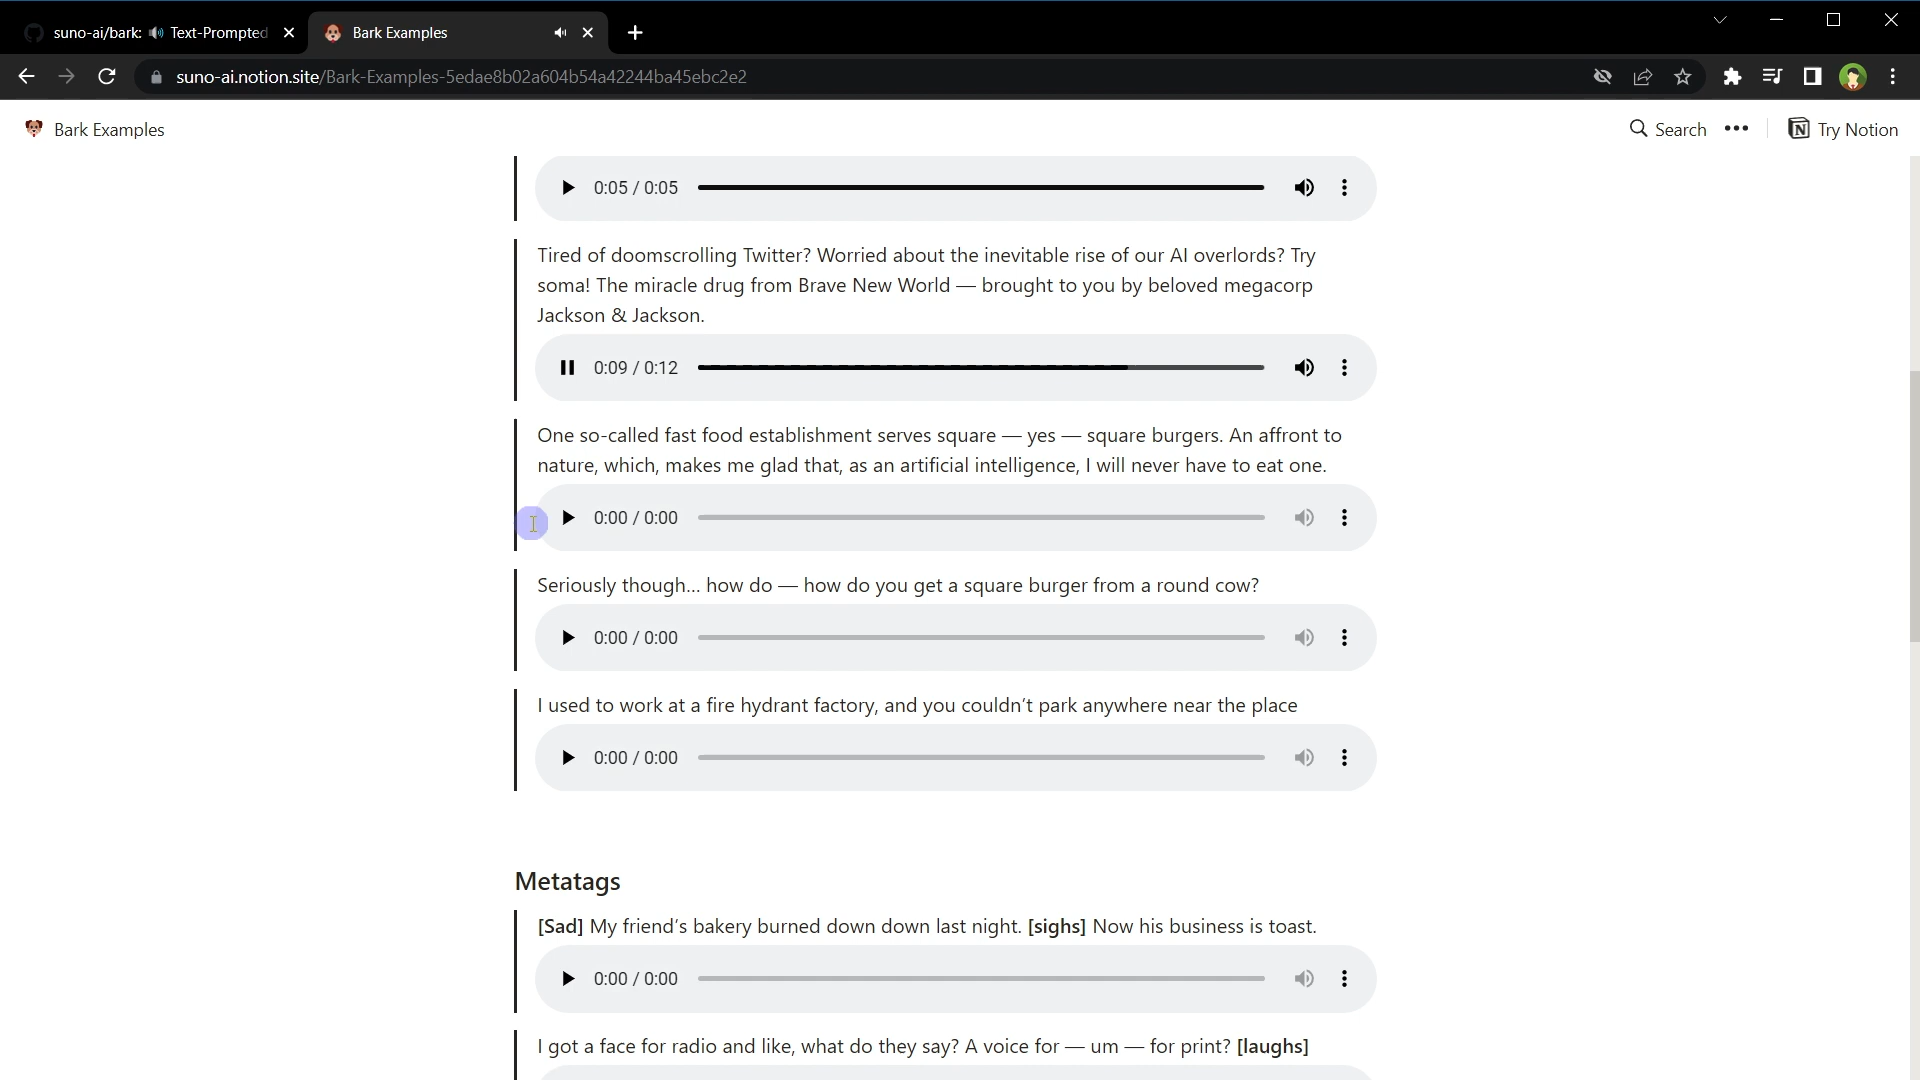 suno-ai/bark: 🔊 Text-Prompted
Bark Examples
suno-ai.notion.site/Bark-Examples-5edae8b02a604b54a42244ba45ebc2e2
Bark Examples
Search
Try Notion
0:05 / 0:05
Tired of doomscrolling Twitter? Worried about the inevitable rise of our AI overlords? Try
soma! The miracle drug from Brave New World — brought to you by beloved megacorp
Jackson & Jackson.
0:09 / 0:12
One so-called fast food establishment serves square — yes — square burgers. An affront to
nature, which, makes me glad that, as an artificial intelligence, I will never have to eat one.
0:00 / 0:00
Seriously though... how do — how do you get a square burger from a round cow?
0:00 / 0:00
I used to work at a fire hydrant factory, and you couldn't park anywhere near the place
0:00 / 0:00
Metatags
[Sad] My friend's bakery burned down down last night. [sighs] Now his business is toast.
0:00 / 0:00
I got a face for radio and like, what do they say? A voice for — um — for print? [laughs]